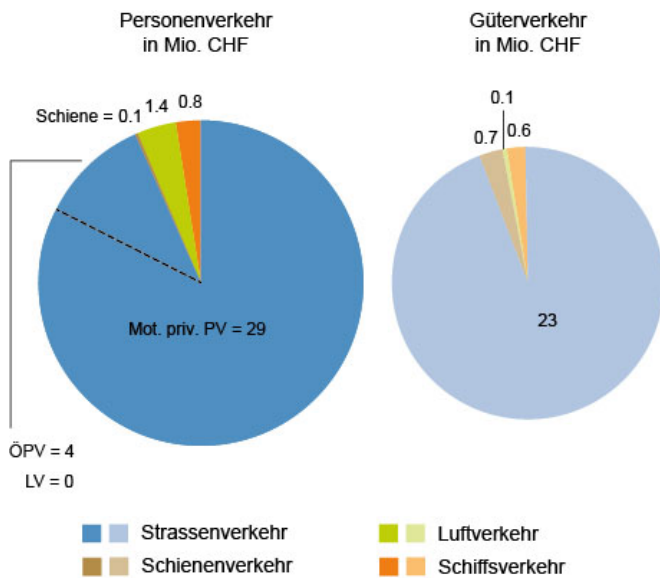 Personenverkehr
in Mio. CHF
Güterverkehr
in Mio. CHF
Schiene = 0.1
1.4
0.8
0.1
0.7
0.6
Mot. priv. PV = 29
23
ÖPV = 4
LV = 0
Strassenverkehr
Luftverkehr
Schienenverkehr
Schiffsverkehr